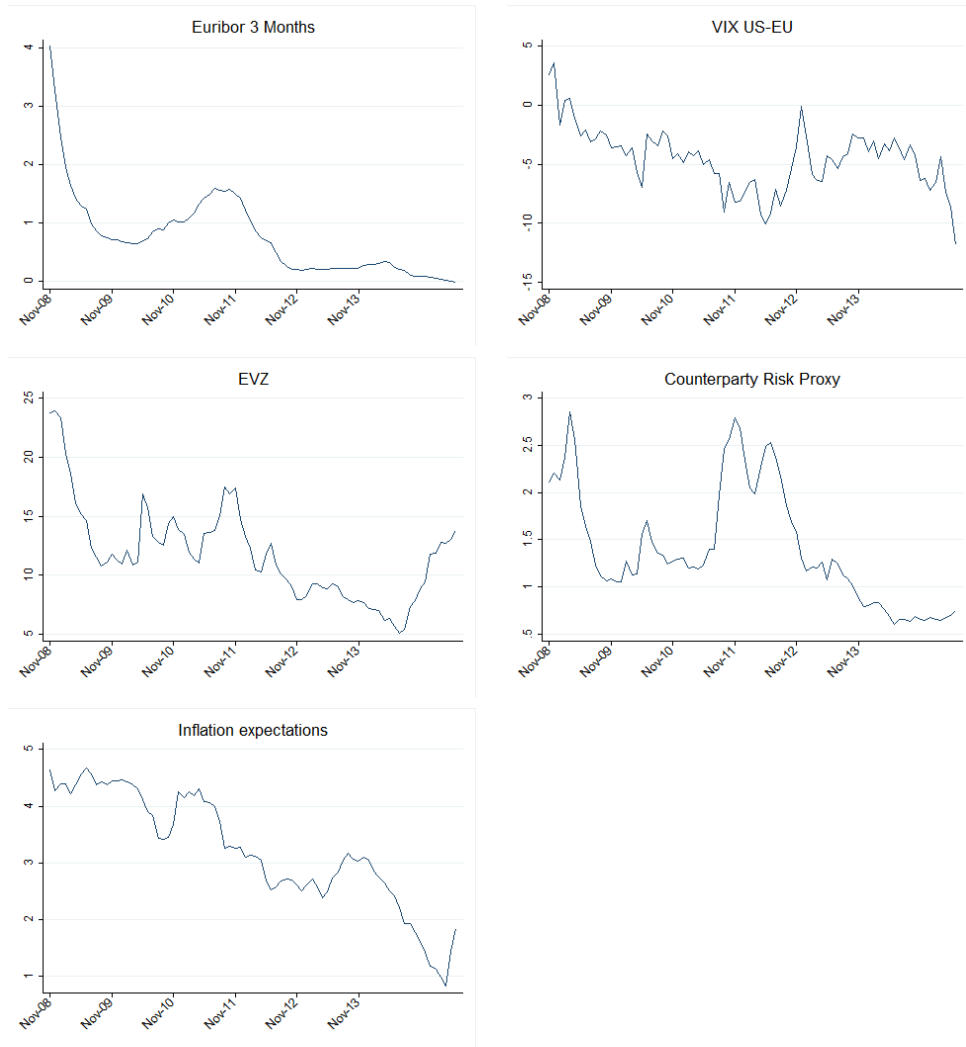 Euribor 3 Months
4
3
2
1
0
Nov-08
Nov-09
Nov-10
Nov-11
Nov-12
Nov-13
VIX US-EU
5
0
-5
-10
-15
Nov-08
Nov-09
Nov-10
Nov-11
Nov-12
Nov-13
EVZ
25
20
15
10
5
Nov-08
Nov-09
Nov-10
Nov-11
Nov-12
Nov-13
Counterparty Risk Proxy
3
2.5
2
1.5
1
.5
Nov-08
Nov-09
Nov-10
Nov-11
Nov-12
Nov-13
Inflation expectations
5
4
3
2
1
Nov-08
Nov-09
Nov-10
Nov-11
Nov-12
Nov-13